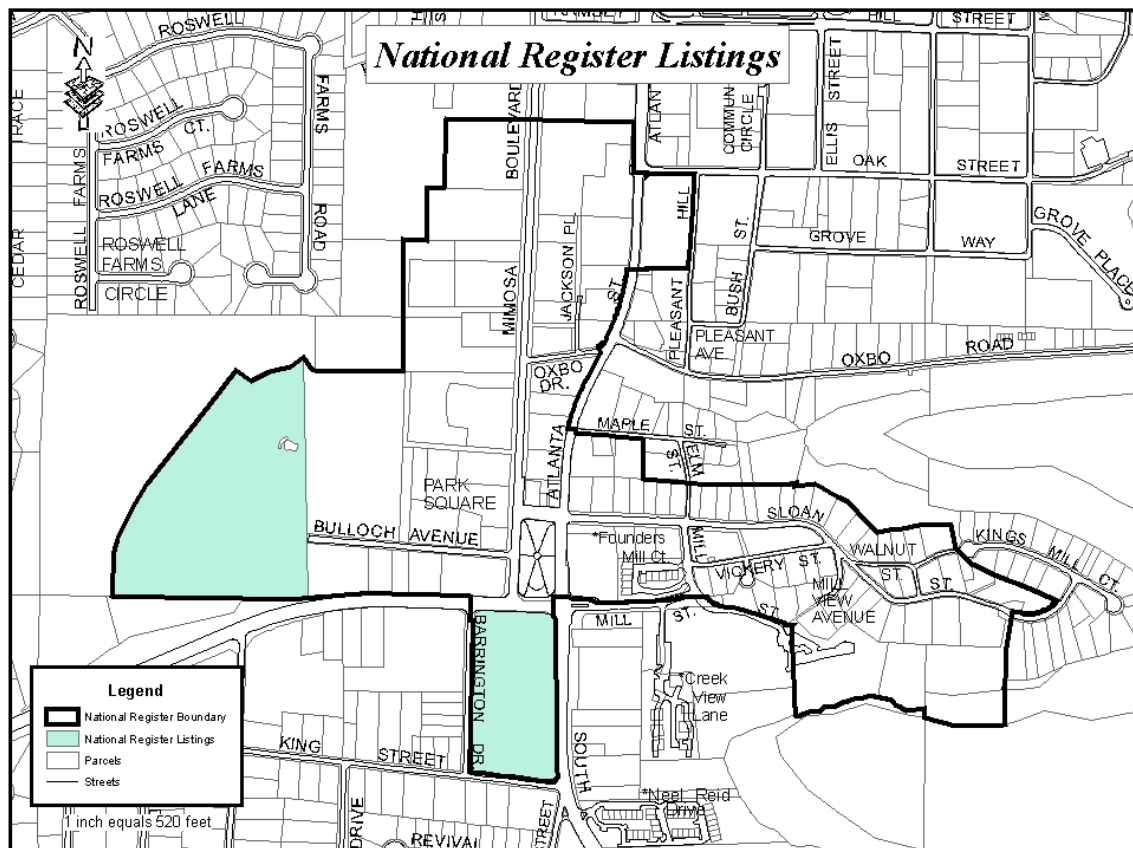 National Register Listings
N
ROSWELL
FARMS
ROAD
HILL
STREET
RAMSEY
TRACE
CEDAR
ROSWELL
FARMS
CT.
ROSWELL FARMS
LANE
ROSWELL FARMS
ROSWELL
FARMS
CIRCLE
BOULEVARD
MIMOSA
ATLAN
COMMUN
CIRCLE
ELLIS STREET
OAK STREET
HILL
PLEASANT
BUSH ST.
GROVE WAY
GROVE PLACE
JACKSON PL
ST.
PLEASANT
AVE
OXBO ROAD
OXBO
DR.
ATLANTA
MAPLE ST.
ELM
ST.
PARK
SQUARE
BULLOCH AVENUE
SLOAN
*Founders
Mill Ct.
MILL
VICKERY ST.
WALNUT
ST.
ST.
KINGS MILL CT.
MILL
VIEW
AVENUE
MILL ST.
ST.
BARRINGTON DR.
*Creek
View
Lane
SOUTH
*Neel Reid
Drive
KING STREET
DRIVE
REVIVAL
STREET
Legend
National Register Boundary
National Register Listings
Parcels
Streets
1 inch equals 520 feet